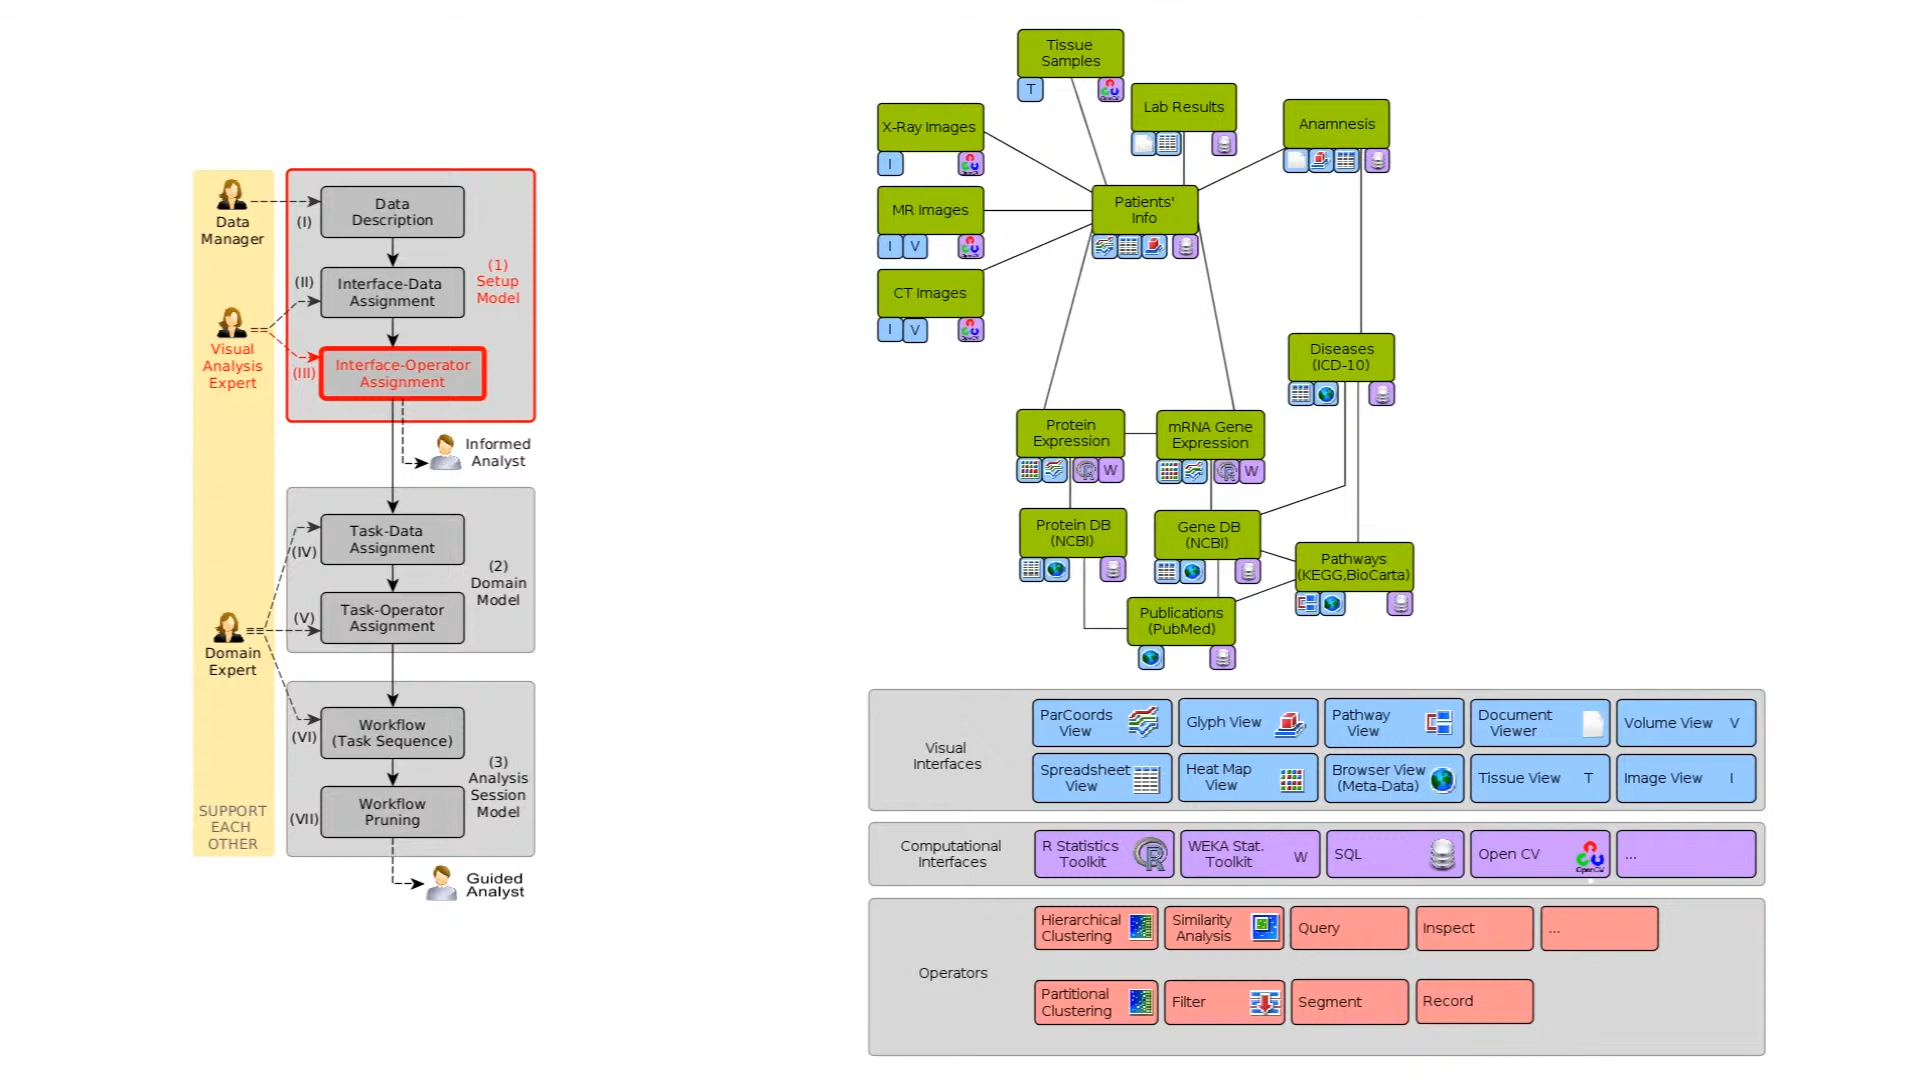 Data
Manager
(I)
Data
Description
(II)
Interface-Data
Assignment
(1)
Setup
Model
Visual
Analysis
Expert
(III)
Interface-Operator
Assignment
Informed
Analyst
(IV)
Task-Data
Assignment
(2)
Domain
Model
(V)
Task-Operator
Assignment
Domain
Expert
(VI)
Workflow
(Task Sequence)
(3)
Analysis
Session
Model
(VII)
Workflow
Pruning
SUPPORT
EACH
OTHER
Guided
Analyst
Tissue
Samples
T
Lab Results
Anamnesis
X-Ray Images
I
MR Images
I V
CT Images
I V
Patients'
Info
Diseases
(ICD-10)
Protein
Expression
R W
mRNA Gene
Expression
R W
Protein DB
(NCBI)
Gene DB
(NCBI)
Pathways
(KEGG,BioCarta)
Publications
(PubMed)
Visual
Interfaces
ParCoords
View
Glyph View
Pathway
View
Document
Viewer
Volume View V
Spreadsheet
View
Heat Map
View
Browser View
(Meta-Data)
Tissue View T
Image View I
Computational
Interfaces
R Statistics
Toolkit
R
WEKA Stat.
Toolkit W
SQL
Open CV
OpenCV
...
Operators
Hierarchical
Clustering
Similarity
Analysis
Query
Inspect
...
Partitional
Clustering
Filter
Segment
Record